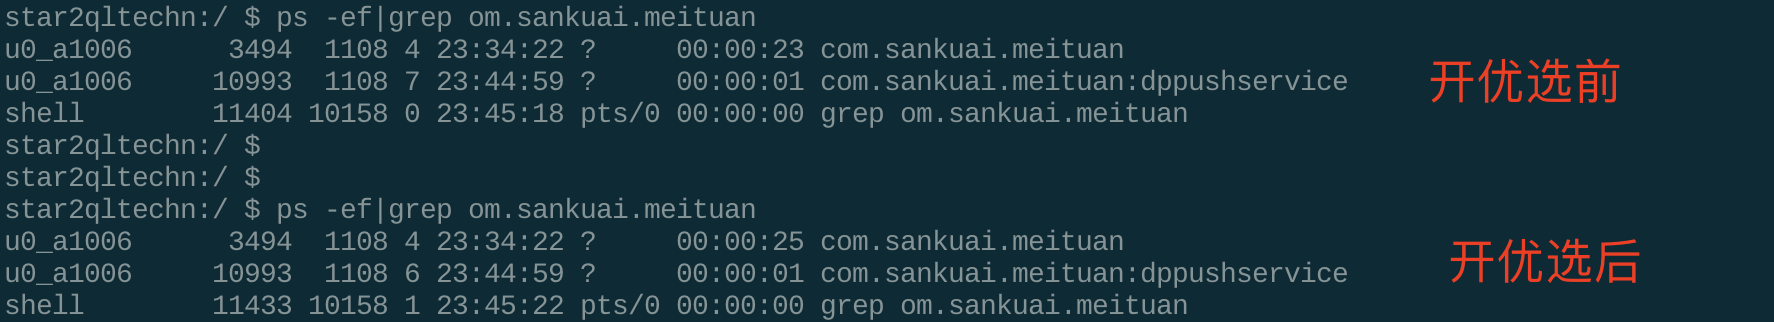 star2qltechn:/ $ ps -ef|grep om.sankuai.meituan
u0_a1006      3494  1108 4 23:34:22 ?     00:00:23 com.sankuai.meituan
u0_a1006     10993  1108 7 23:44:59 ?     00:00:01 com.sankuai.meituan:dppushservice
开优选前
shell        11404 10158 0 23:45:18 pts/0 00:00:00 grep om.sankuai.meituan
star2qltechn:/ $
star2qltechn:/ $
star2qltechn:/ $ ps -ef|grep om.sankuai.meituan
u0_a1006      3494  1108 4 23:34:22 ?     00:00:25 com.sankuai.meituan
u0_a1006     10993  1108 6 23:44:59 ?     00:00:01 com.sankuai.meituan:dppushservice
开优选后
shell        11433 10158 1 23:45:22 pts/0 00:00:00 grep om.sankuai.meituan